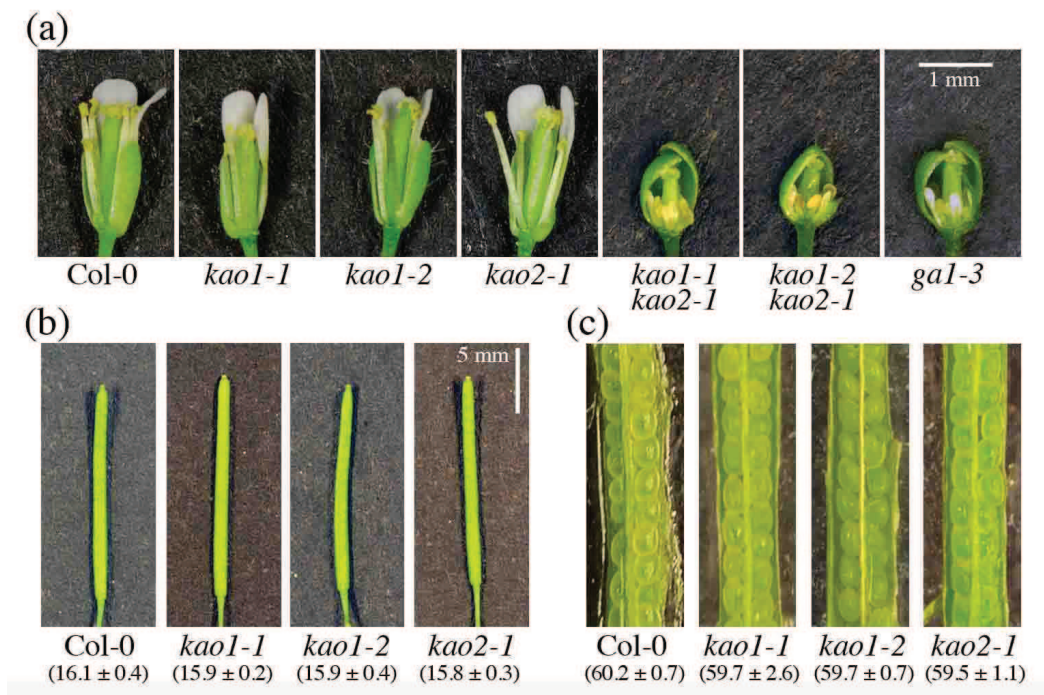 (a)
1 mm
Col-0 kao1-1 kao1-2 kao2-1 kao1-1 kao1-2 ga1-3
kao2-1 kao2-1
(b) (c)
5 mm
Col-0 kao1-1 kao1-2 kao2-1 Col-0 kao1-1 kao1-2 kao2-1
(16.1 ± 0.4) (15.9 ± 0.2) (15.9 ± 0.4) (15.8 ± 0.3) (60.2 ± 0.7) (59.7 ± 2.6) (59.7 ± 0.7) (59.5 ± 1.1)